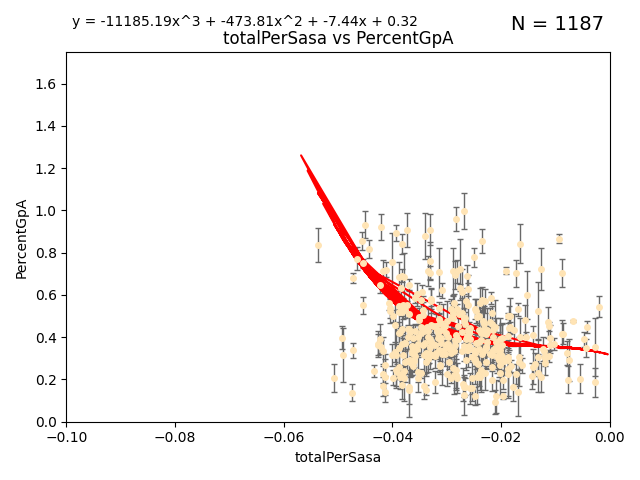 y = -11185.19x^3 + -473.81x^2 + -7.44x + 0.32
N = 1187
totalPerSasa vs PercentGpA
PercentGpA
1.6
1.4
1.2
1.0
0.8
0.6
0.4
0.2
0.0
−0.10 −0.08 −0.06 −0.04 −0.02 0.00
totalPerSasa